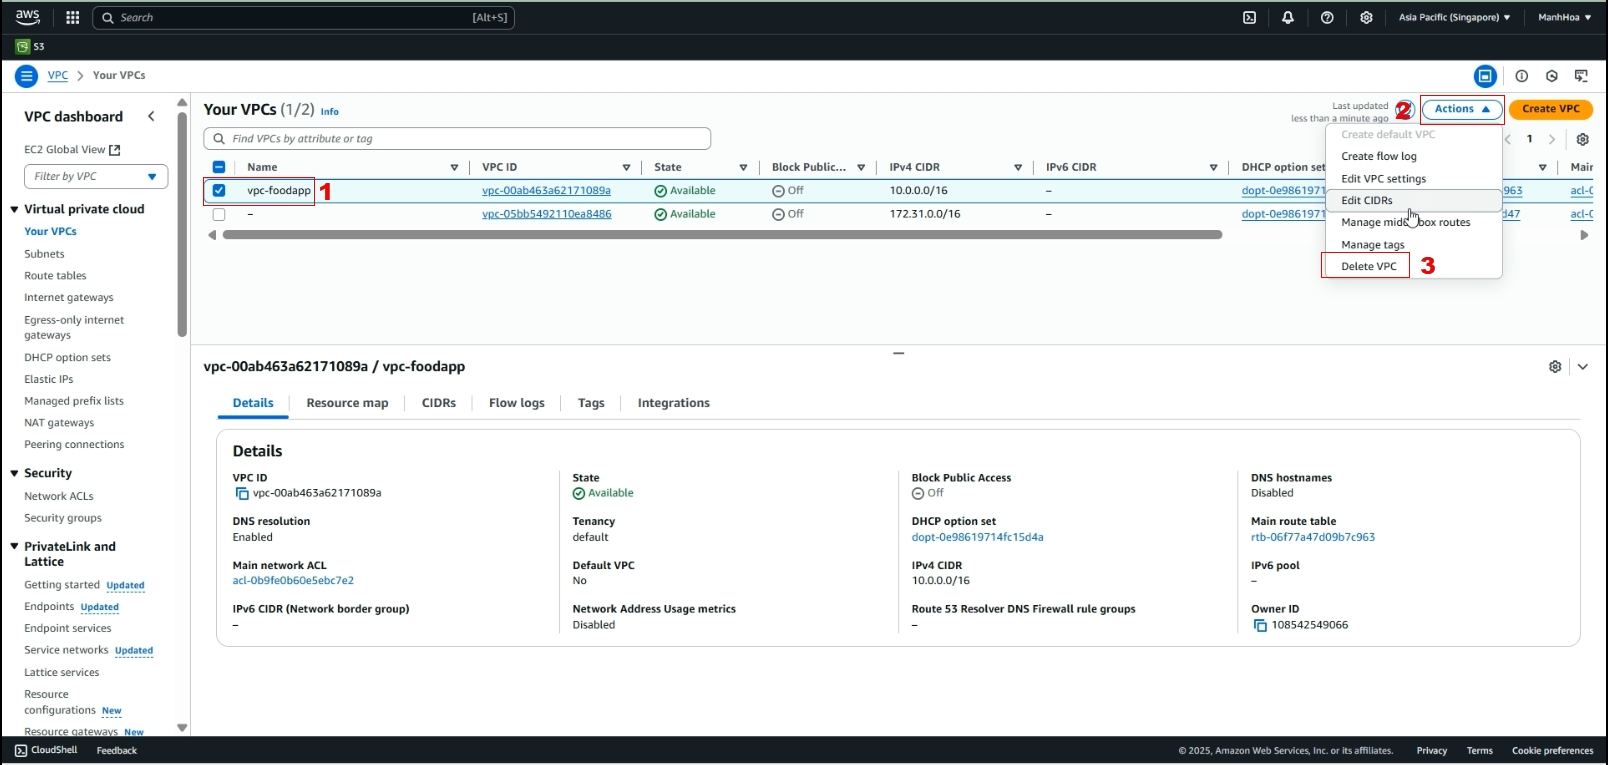 aws
Search [Alt+S]
Asia Pacific (Singapore) ▼ ManhHoa ▼
S3
VPC > Your VPCs
VPC dashboard
EC2 Global View
Filter by VPC
Virtual private cloud
Your VPCs
Subnets
Route tables
Internet gateways
Egress-only internet
gateways
DHCP option sets
Elastic IPs
Managed prefix lists
NAT gateways
Peering connections
Security
Network ACLs
Security groups
PrivateLink and
Lattice
Getting started Updated
Endpoints Updated
Endpoint services
Service networks Updated
Lattice services
Resource
configurations New
Resource gateways New
Your VPCs (1/2) Info
Last updated
less than a minute ago
2
Actions
Create VPC
Find VPCs by attribute or tag
1
Name VPC ID State Block Public... IPv4 CIDR IPv6 CIDR DHCP option set Main
vpc-foodapp 1 vpc-00ab463a62171089a Available Off 10.0.0.0/16 – dopt-0e9861971 963 acl-0
– vpc-05bb5492110ea8486 Available Off 172.31.0.0/16 – dopt-0e9861971 d47 acl-0
Create default VPC
Create flow log
Edit VPC settings
Edit CIDRs
Manage midd box routes
Manage tags
Delete VPC 3
vpc-00ab463a62171089a / vpc-foodapp
Details Resource map CIDRs Flow logs Tags Integrations
Details
VPC ID
vpc-00ab463a62171089a
State
Available
Block Public Access
Off
DNS hostnames
Disabled
DNS resolution
Enabled
Tenancy
default
DHCP option set
dopt-0e98619714fc15d4a
Main route table
rtb-06f77a47d09b7c963
Main network ACL
acl-0b9fe0b60e5ebc7e2
Default VPC
No
IPv4 CIDR
10.0.0.0/16
IPv6 pool
–
IPv6 CIDR (Network border group)
–
Network Address Usage metrics
Disabled
Route 53 Resolver DNS Firewall rule groups
–
Owner ID
108542549066
CloudShell Feedback
© 2025, Amazon Web Services, Inc. or its affiliates. Privacy Terms Cookie preferences